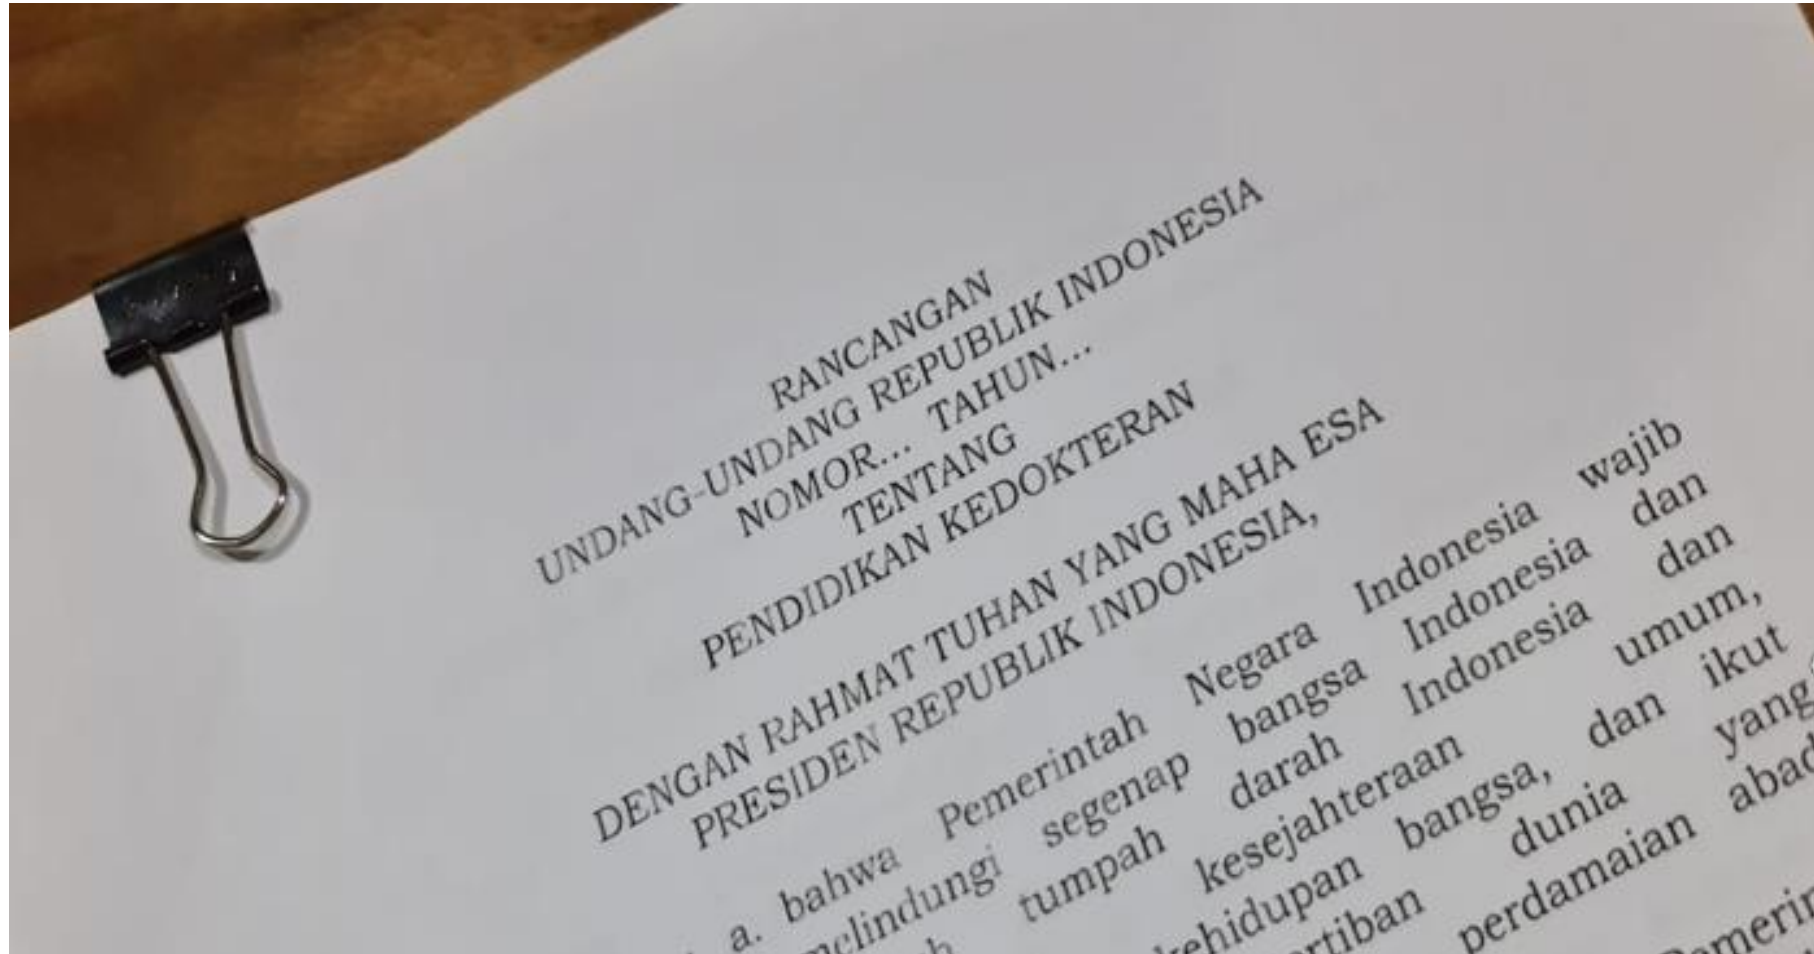 RANCANGAN
UNDANG-UNDANG REPUBLIK INDONESIA
NOMOR... TAHUN...
TENTANG
PENDIDIKAN KEDOKTERAN
DENGAN RAHMAT TUHAN YANG MAHA ESA
PRESIDEN REPUBLIK INDONESIA,
a. bahwa Pemerintah Negara Indonesia wajib
melindungi segenap bangsa Indonesia dan
tumpah darah Indonesia dan
kesejahteraan umum,
kehidupan bangsa, dan ikut
dunia yang
perdamaian